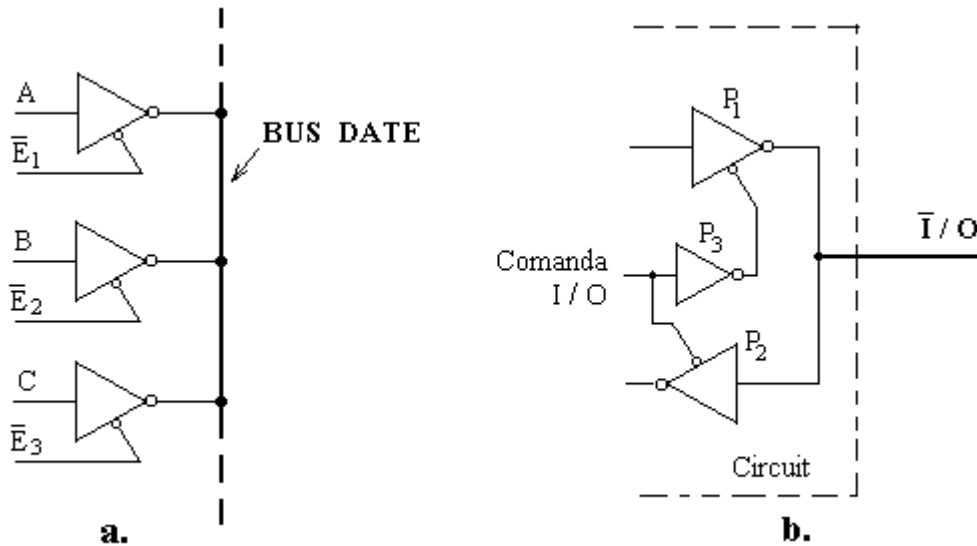 A
E̅1
BUS DATE
B
E̅2
C
E̅3
a.
P1
P3
Comanda
I / O
P2
I̅ / O
Circuit
b.